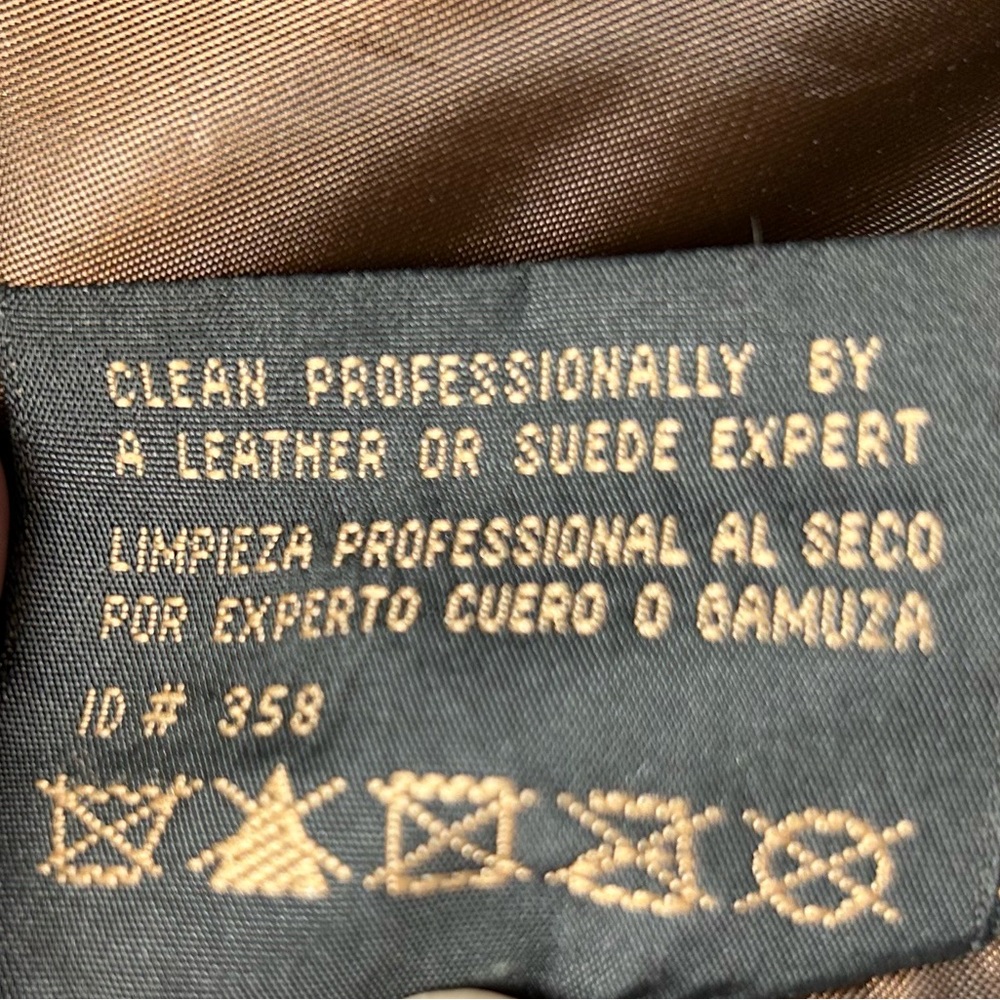 CLEAN PROFESSIONALLY BY
A LEATHER OR SUEDE EXPERT
LIMPIEZA PROFESSIONAL AL SECO
POR EXPERTO CUERO O GAMUZA
ID # 358